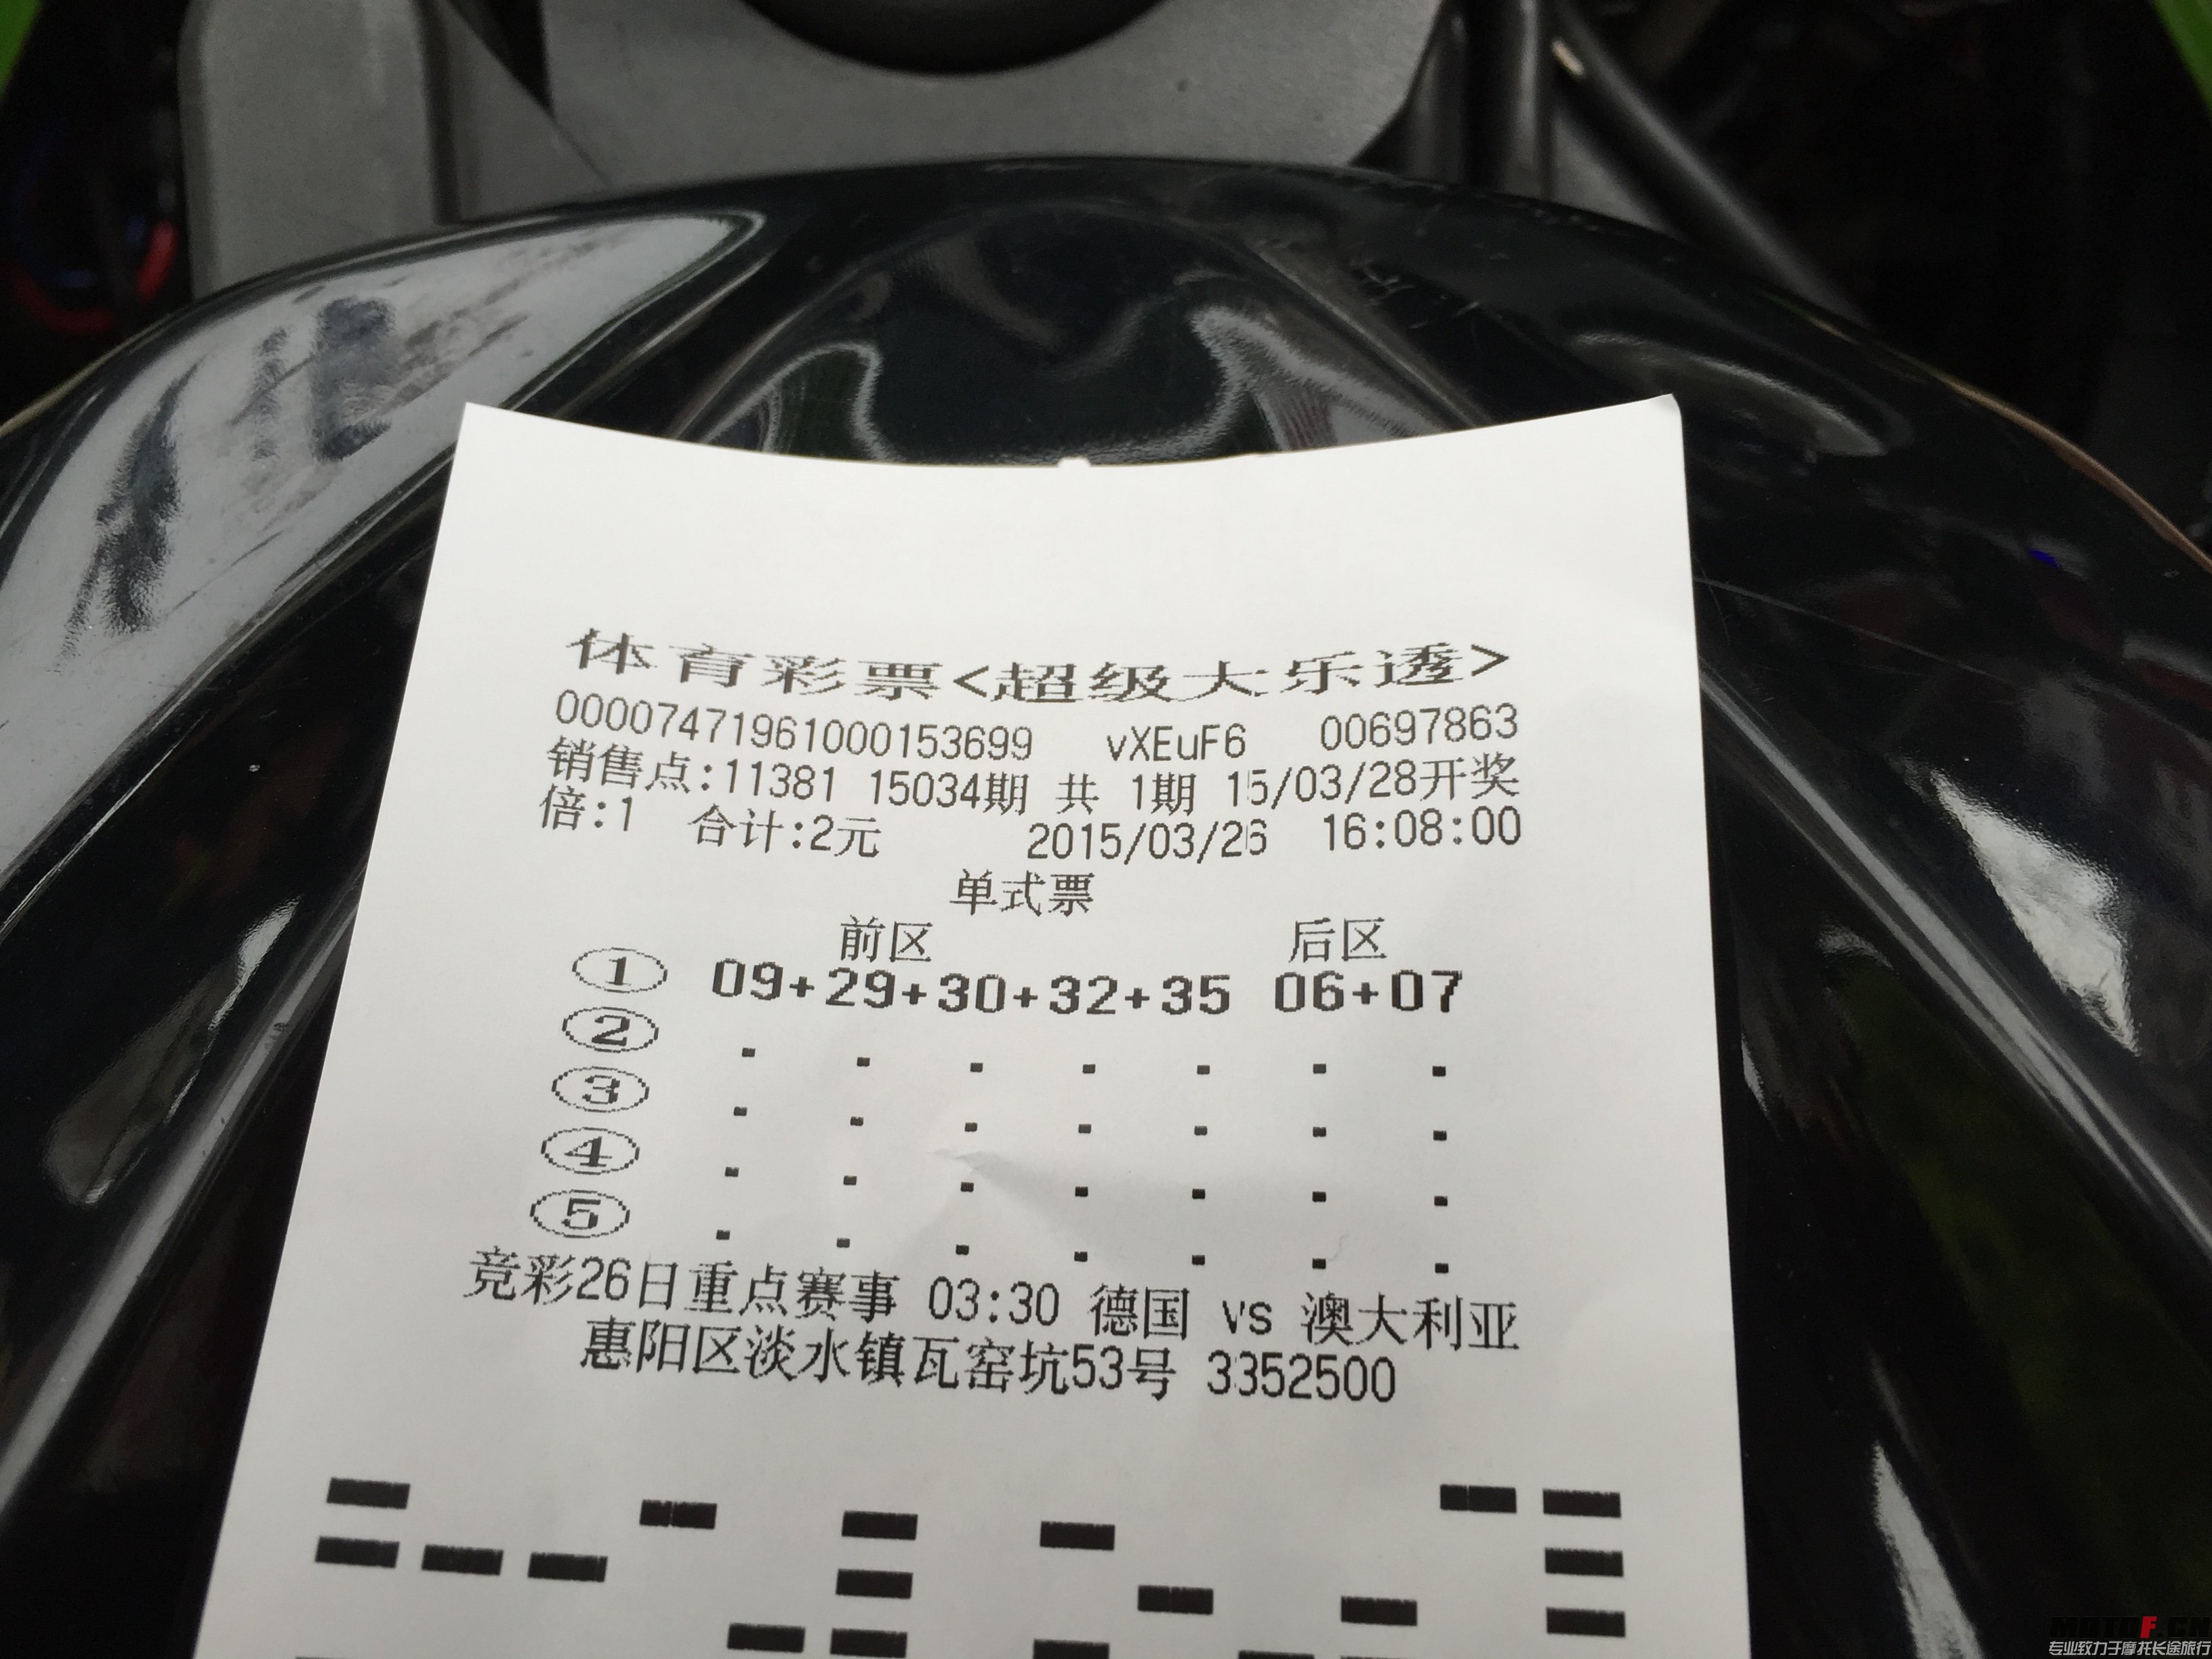 体育彩票<超级大乐透>
00007471961000153699 vXEuF6 00697863
销售点:11381 15034期 共 1期 15/03/28开奖
倍:1 合计:2元 2015/03/26 16:08:00
单式票
前区 后区
① 09+29+30+32+35 06+07
②
③
④
⑤
竞彩26日重点赛事 03:30 德国 vs 澳大利亚
惠阳区淡水镇瓦窑坑53号 3352500
MOTOF.CN
专业致力于摩托长途旅行